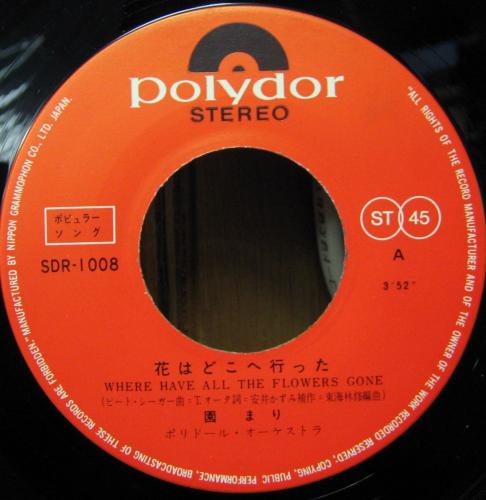 polydor
STEREO
ポピュラー
ソング
SDR-1008
ST 45
A
3'52"
花はどこへ行った
WHERE HAVE ALL THE FLOWERS GONE
(ピート・シーガー曲=T.オータ詞=安井かずみ補作=東海林修編曲)
園まり
ポリドール・オーケストラ
"ALL RIGHTS OF THE RECORD MANUFACTURER AND OF THE OWNER OF THE WORK RECORDED RESERVED; COPYING, PUBLIC PERFORMANCE, BROADCASTING OF THESE RECORDS ARE FORBIDDEN." MANUFACTURED BY NIPPON GRAMMOPHON CO., LTD. JAPAN.